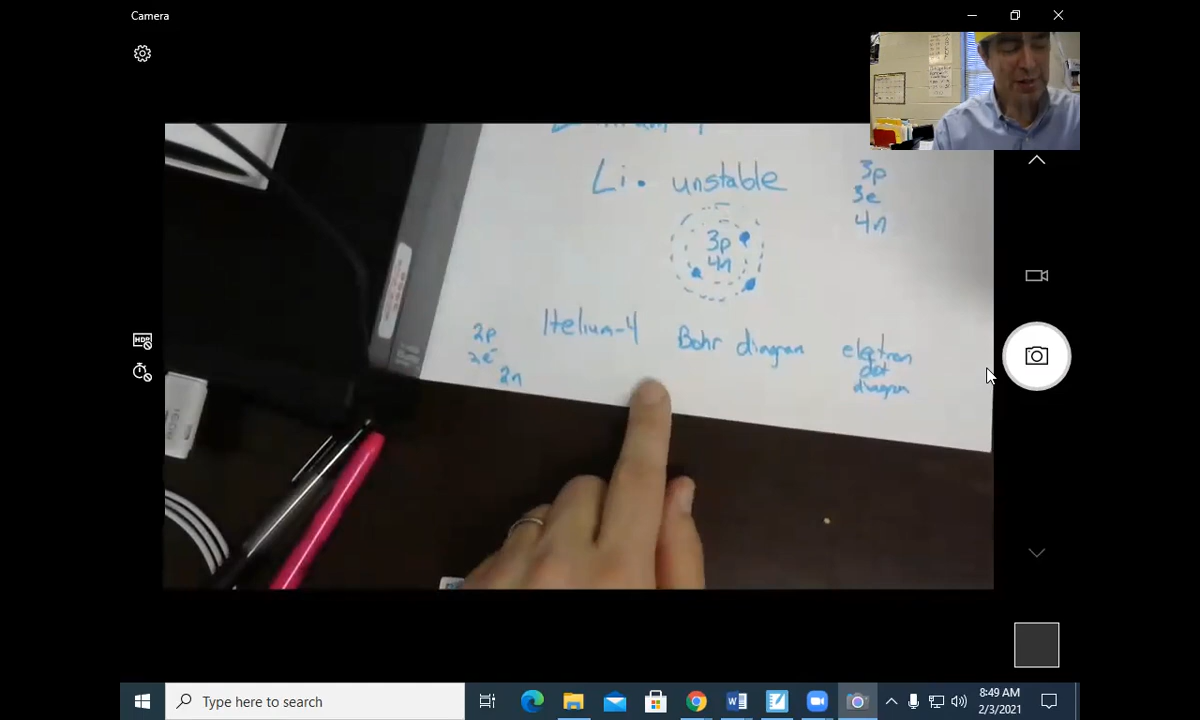 Camera
Li· unstable
3p
3e
4n
3p
4n
Helium-4
Bohr diagram
electron
dot
diagram
2p
2e⁻
2n
Type here to search
8:49 AM
2/3/2021